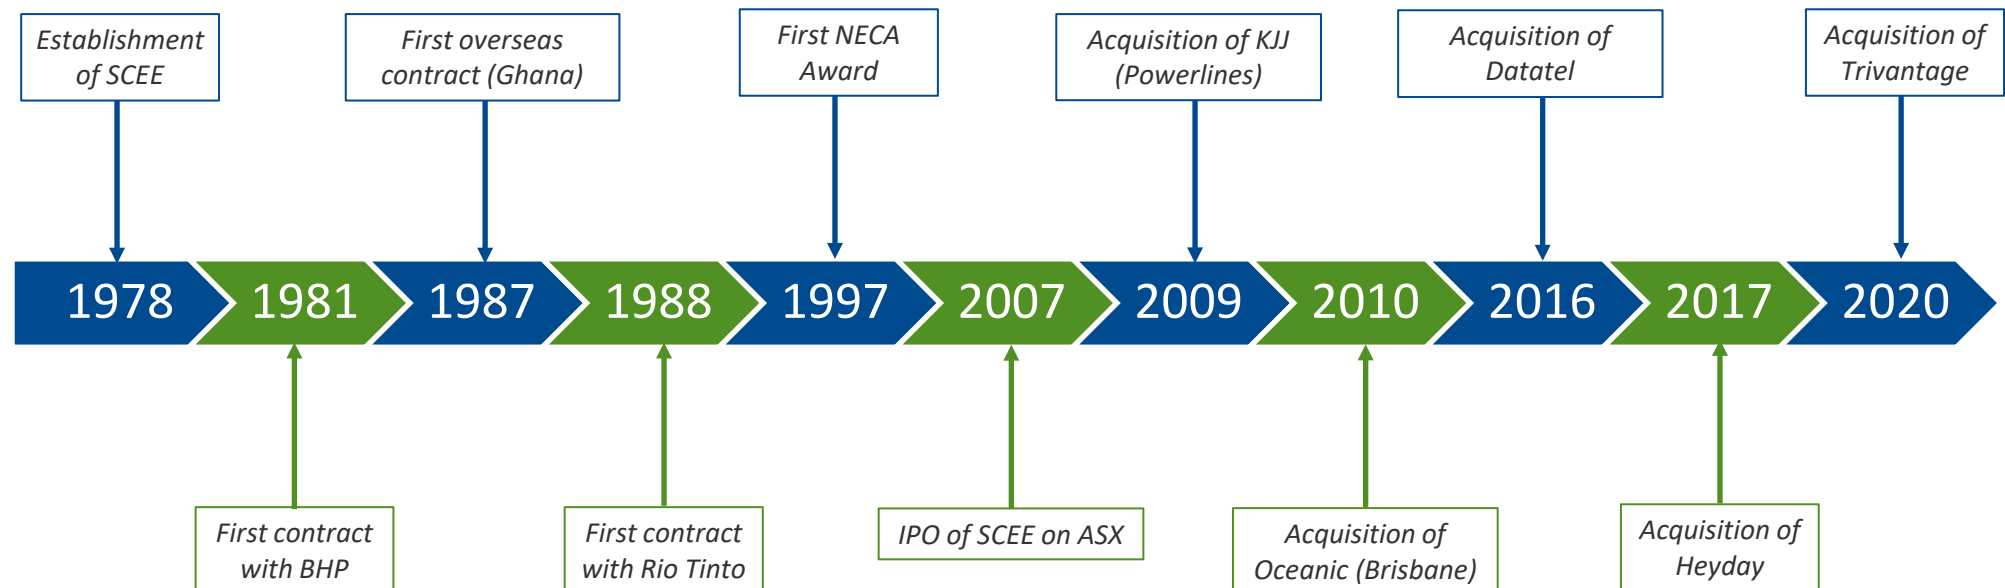 Establishment
of SCEE
First overseas
contract (Ghana)
First NECA
Award
Acquisition of KJJ
(Powerlines)
Acquisition of
Datatel
Acquisition of
Trivantage
1978
1981
1987
1988
1997
2007
2009
2010
2016
2017
2020
First contract
with BHP
First contract
with Rio Tinto
IPO of SCEE on ASX
Acquisition of
Oceanic (Brisbane)
Acquisition of
Heyday